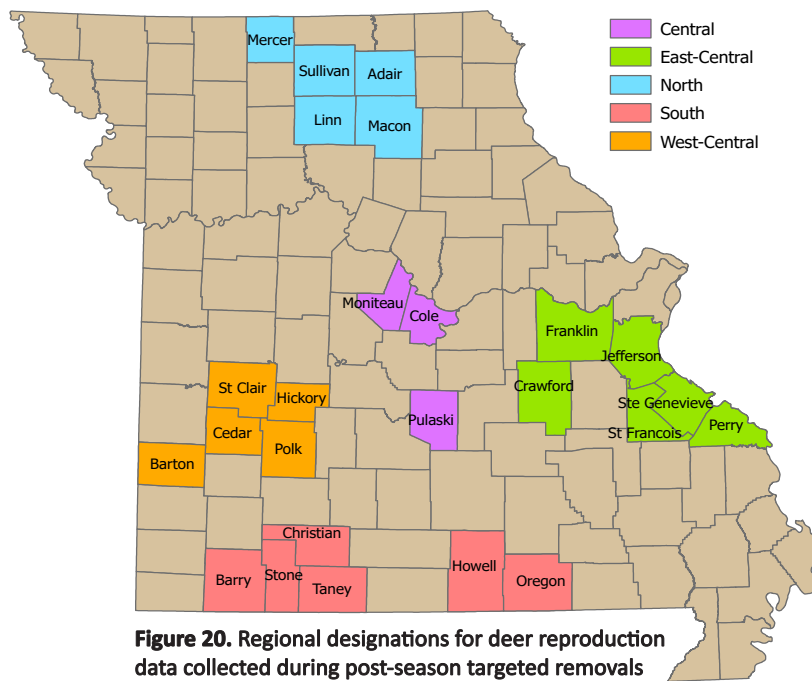 Mercer
Sullivan
Adair
Linn
Macon
Central
East-Central
North
South
West-Central
Moniteau
Cole
Franklin
Jefferson
Crawford
Ste Genevieve
St Francois
Perry
St Clair
Hickory
Pulaski
Cedar
Polk
Barton
Christian
Barry
Stone
Taney
Howell
Oregon
Figure 20. Regional designations for deer reproduction
data collected during post-season targeted removals